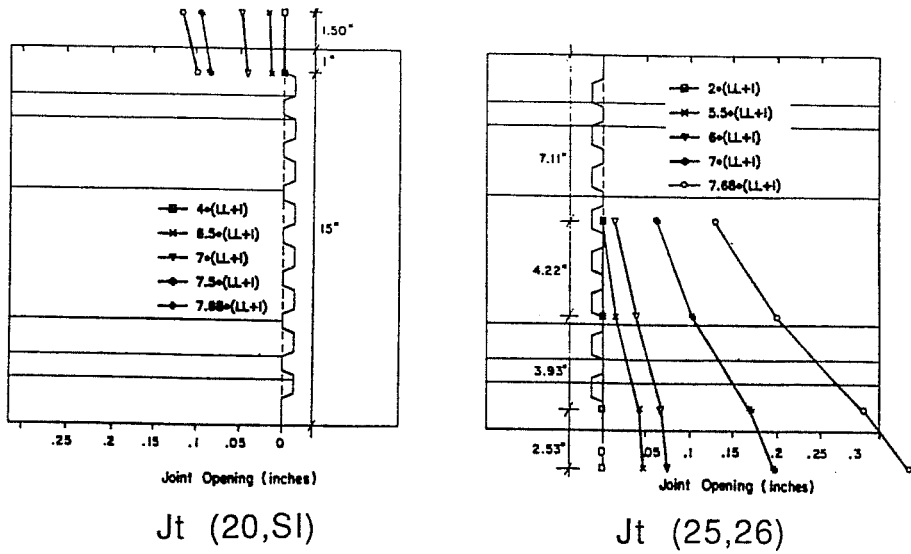 1.50"
1"
15"
4*(LL+I)
6.5*(LL+I)
7*(LL+I)
7.5*(LL+I)
7.88*(LL+I)
.25 .2 .15 .1 .05 0
Joint Opening (inches)
Jt (20,SI)
2*(LL+I)
5.5*(LL+I)
6*(LL+I)
7*(LL+I)
7.68*(LL+I)
7.11"
4.22"
3.93"
2.53"
.05 .1 .15 .2 .25 .3
Joint Opening (inches)
Jt (25,26)